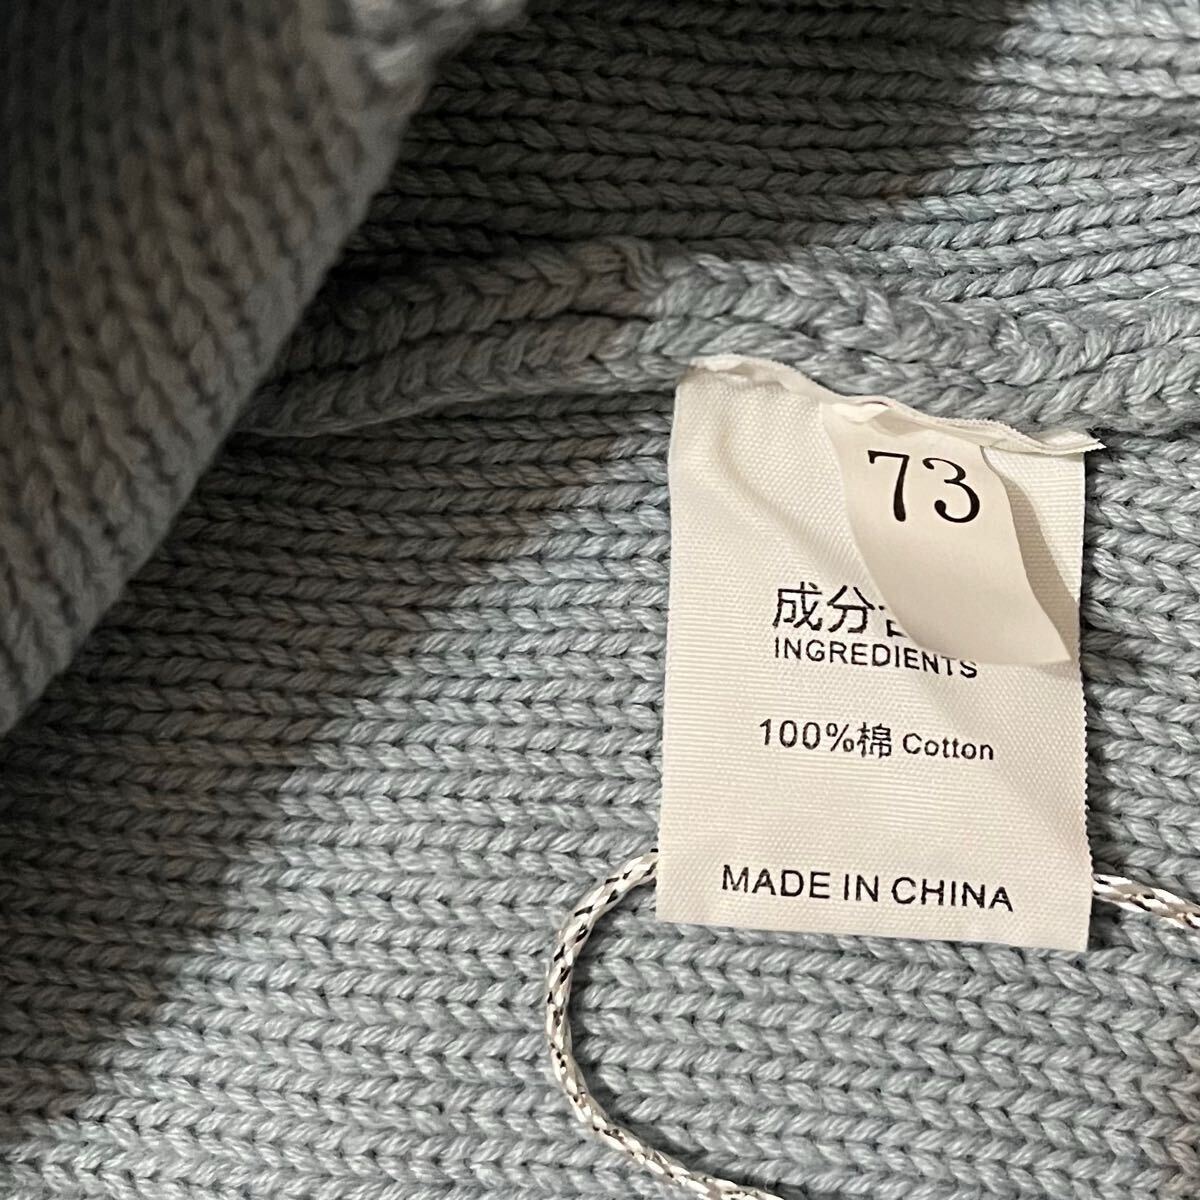 73
成分
INGREDIENTS
100%棉 Cotton
MADE IN CHINA